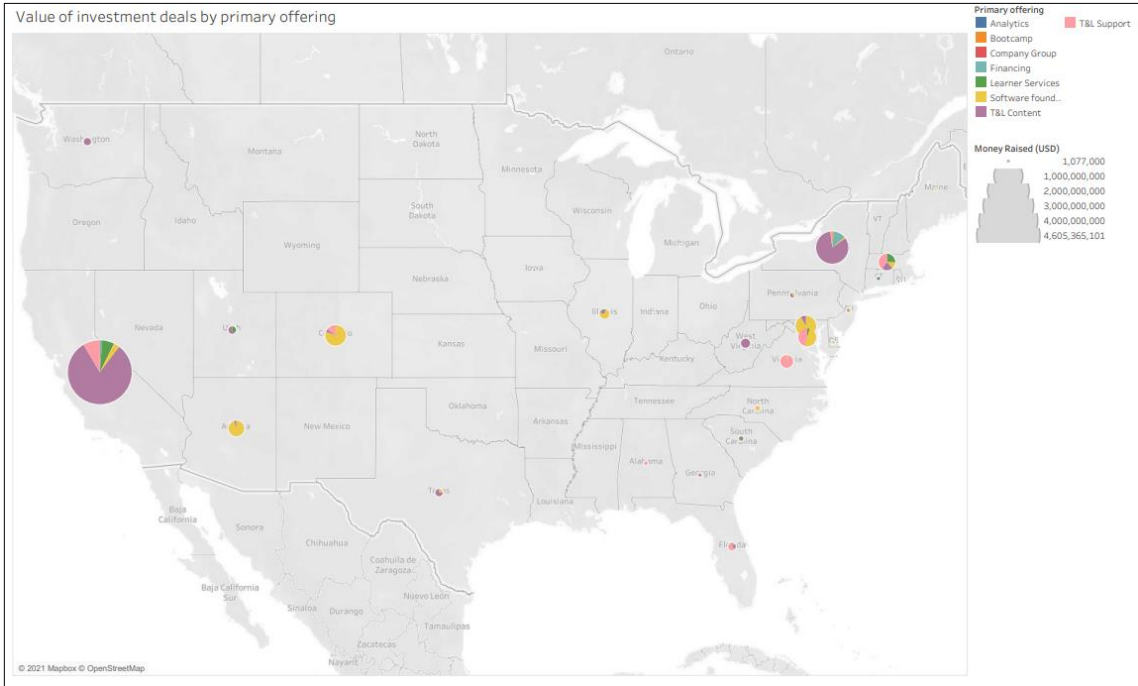 Value of investment deals by primary offering
Primary offering
Analytics
Bootcamp
Company Group
Financing
Learner Services
Software found..
T&L Content
T&L Support
Money Raised (USD)
1,077,000
1,000,000,000
2,000,000,000
3,000,000,000
4,000,000,000
4,605,365,101
Ontario
Washington
Montana
North
Dakota
Minnesota
Maine
Oregon
Idaho
South
Dakota
Wisconsin
VT
Wyoming
Michigan
Iowa
Nebraska
Pennsylvania
Nevada
Illinois
Indiana
Ohio
Kansas
Missouri
West
Virginia
Kentucky
Virginia
Tennessee
North
Carolina
Oklahoma
Arkansas
New Mexico
South
Carolina
Mississippi
Alabama
Georgia
Texas
Louisiana
Baja
California
Sonora
Chihuahua
Florida
Coahuila de
Zaragoza..
Baja California
Sur
Nuevo León
Sinaloa
Durango
Tamaulipas
Zacatecas
Nayarit
© 2021 Mapbox © OpenStreetMap